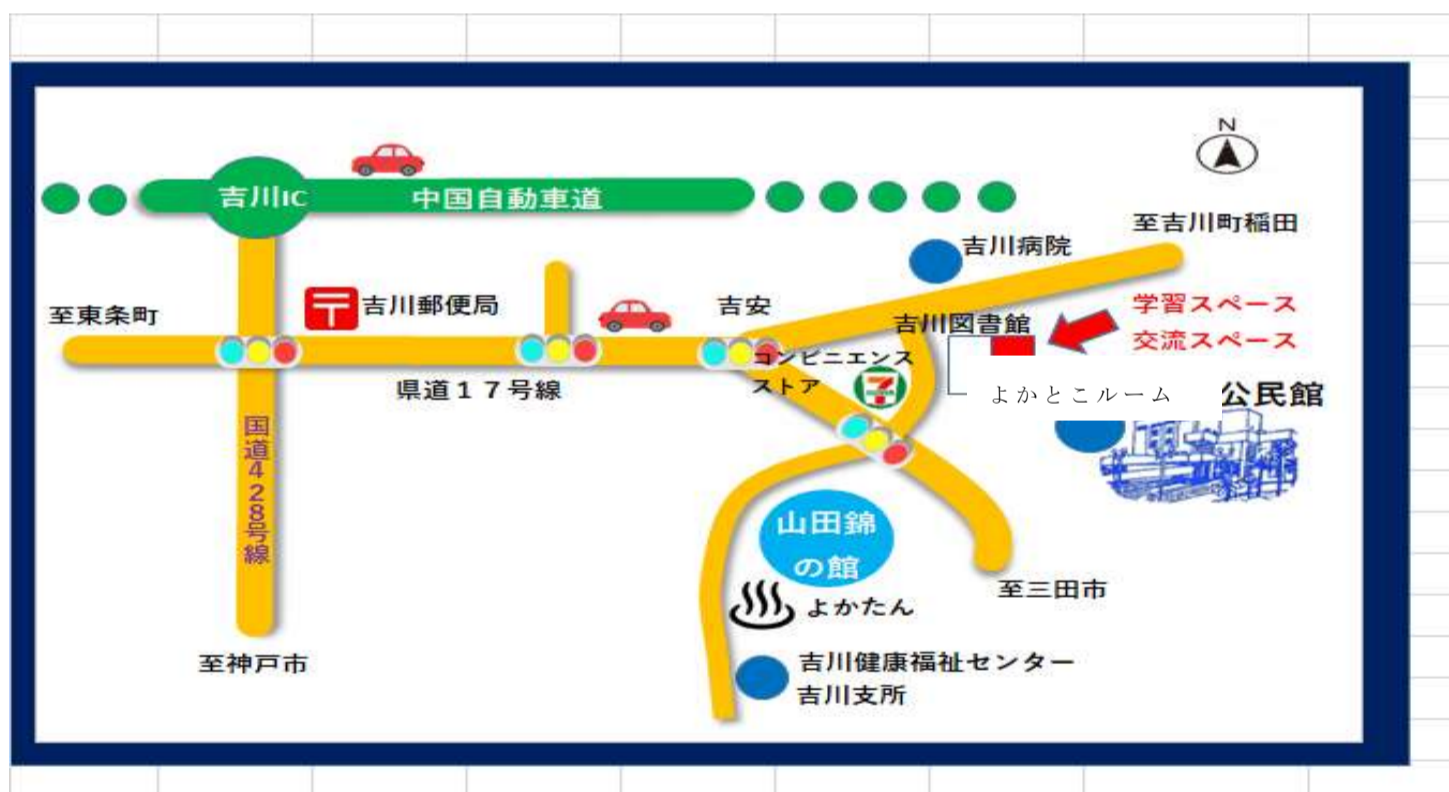 N
吉川IC
中国自動車道
至吉川町稲田
吉川病院
至東条町
吉川郵便局
吉安
吉川図書館
学習スペース
交流スペース
コンビニエンス
ストア
県道17号線
よかとこルーム
公民館
国道428号線
山田錦
の館
よかたん
至三田市
至神戸市
吉川健康福祉センター
吉川支所